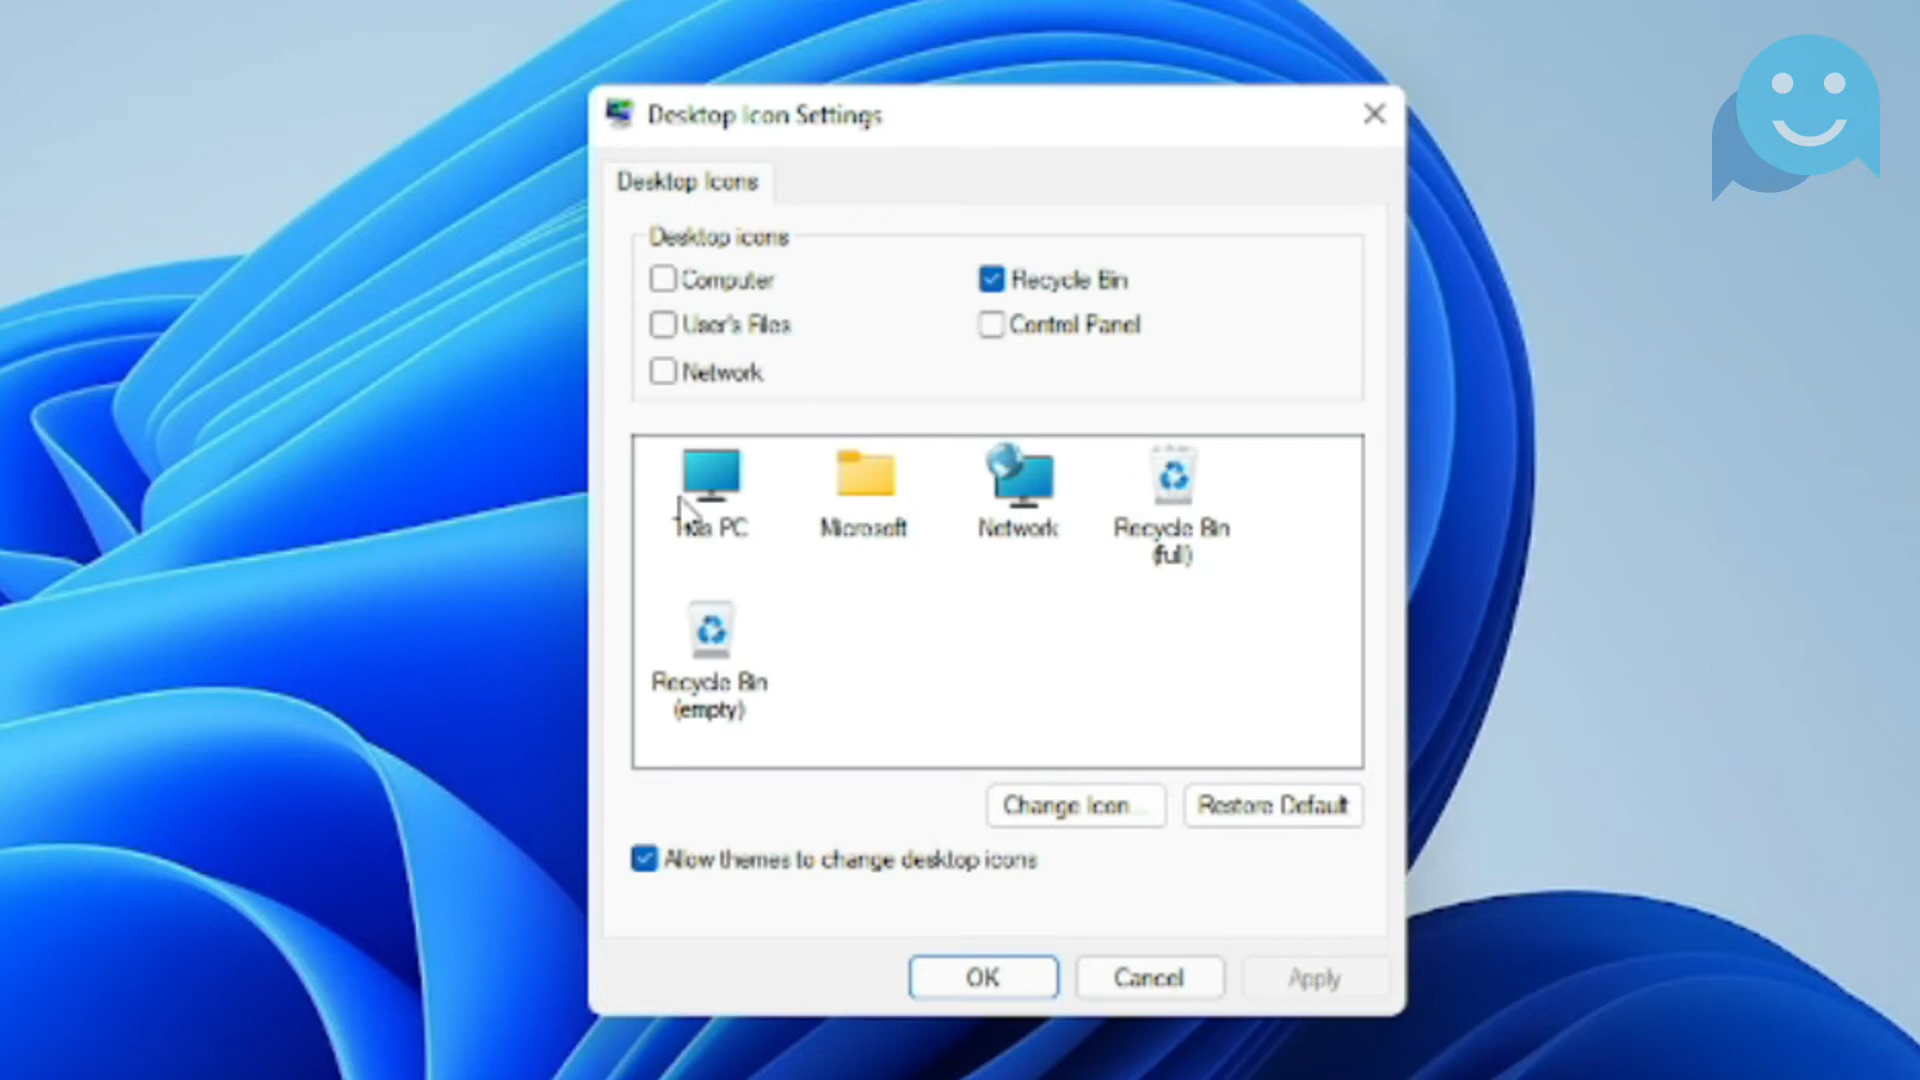 Desktop Icon Settings
Desktop Icons
Desktop icons
Computer
Recycle Bin
User's Files
Control Panel
Network
This PC
Microsoft
Network
Recycle Bin
(full)
Recycle Bin
(empty)
Change Icon...
Restore Default
Allow themes to change desktop icons
OK
Cancel
Apply